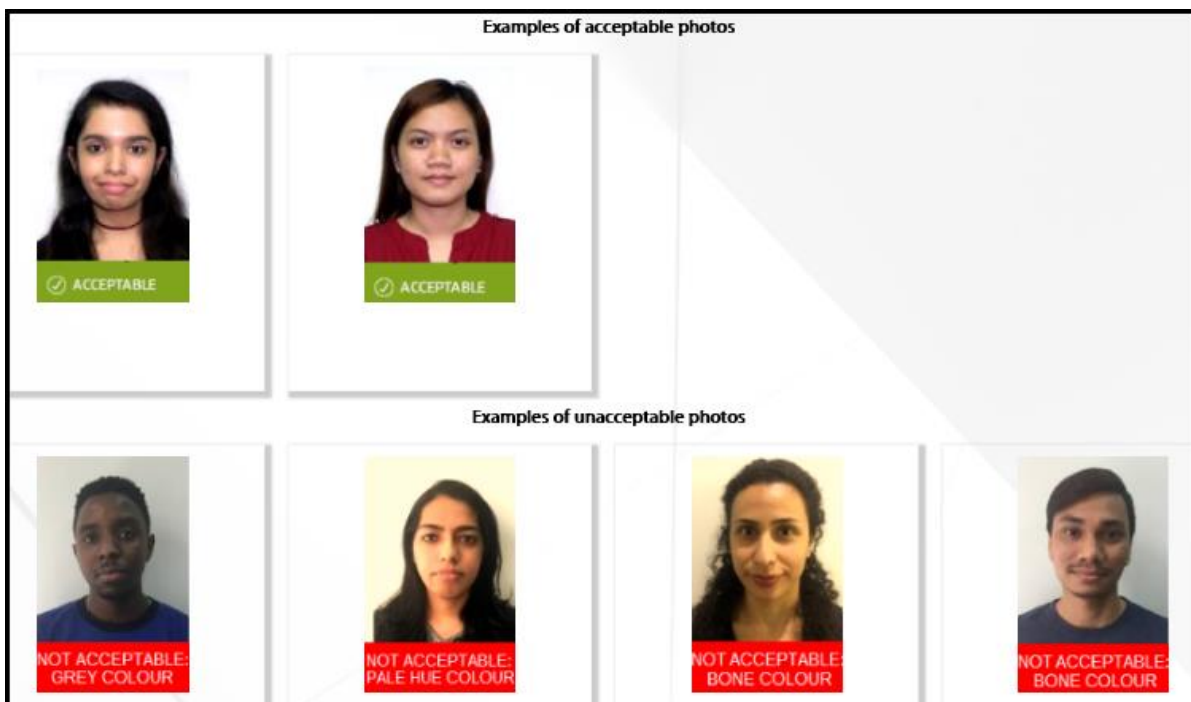 Examples of acceptable photos
ACCEPTABLE
ACCEPTABLE
Examples of unacceptable photos
NOT ACCEPTABLE:
GREY COLOUR
NOT ACCEPTABLE:
PALE HUE COLOUR
NOT ACCEPTABLE:
BONE COLOUR
NOT ACCEPTABLE:
BONE COLOUR